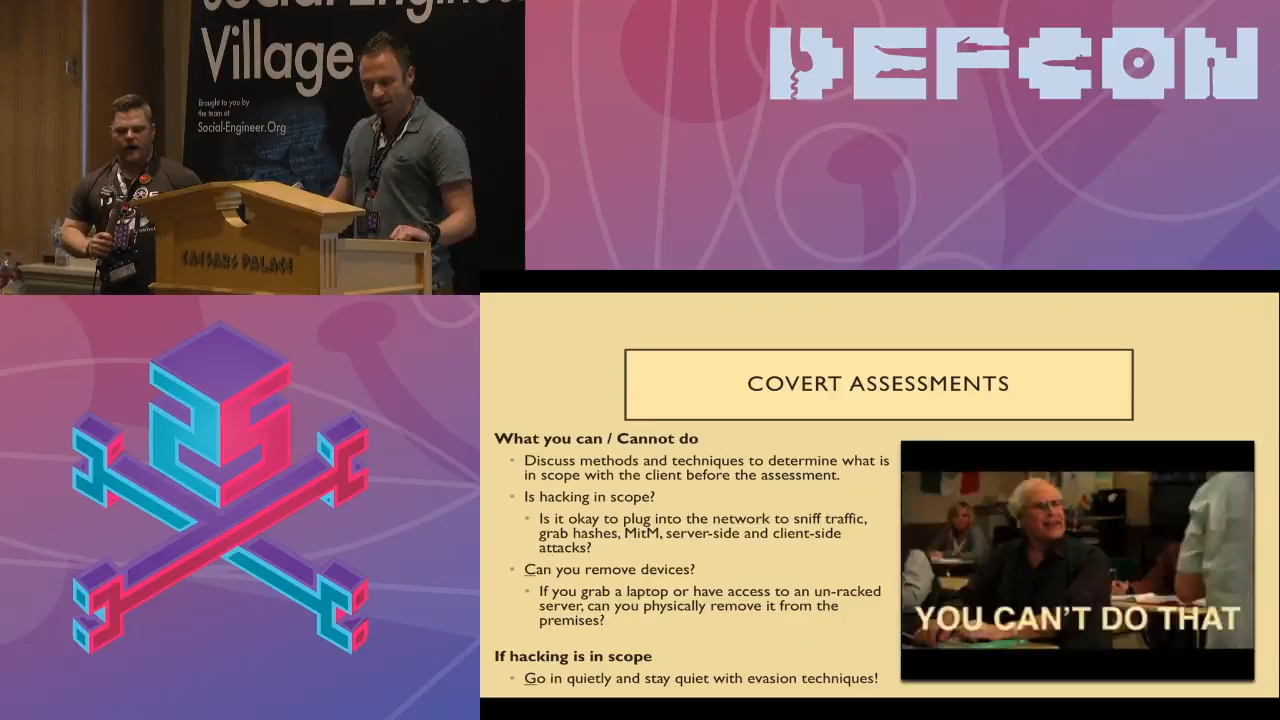 Social-Engineer
Village
Brought to you by
the team at
Social-Engineer.Org
CAESARS PALACE
DEFCON
COVERT ASSESSMENTS
What you can / Cannot do
Discuss methods and techniques to determine what is
in scope with the client before the assessment.
Is hacking in scope?
Is it okay to plug into the network to sniff traffic,
grab hashes, MitM, server-side and client-side
attacks?
Can you remove devices?
If you grab a laptop or have access to an un-racked
server, can you physically remove it from the
premises?
If hacking is in scope
Go in quietly and stay quiet with evasion techniques!
YOU CAN'T DO THAT